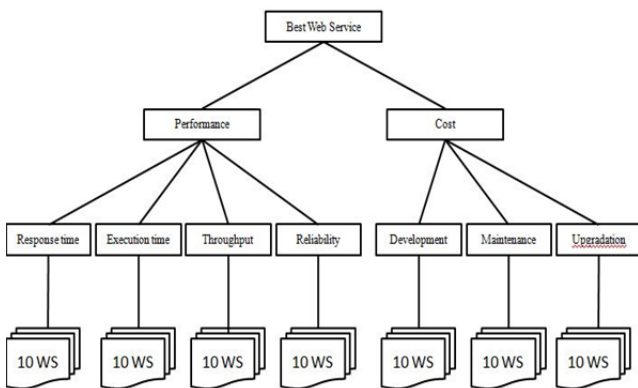 Best Web Service
Performance
Cost
Response time
Execution time
Throughput
Reliability
Development
Maintenance
Upgradation
10 WS
10 WS
10 WS
10 WS
10 WS
10 WS
10 WS